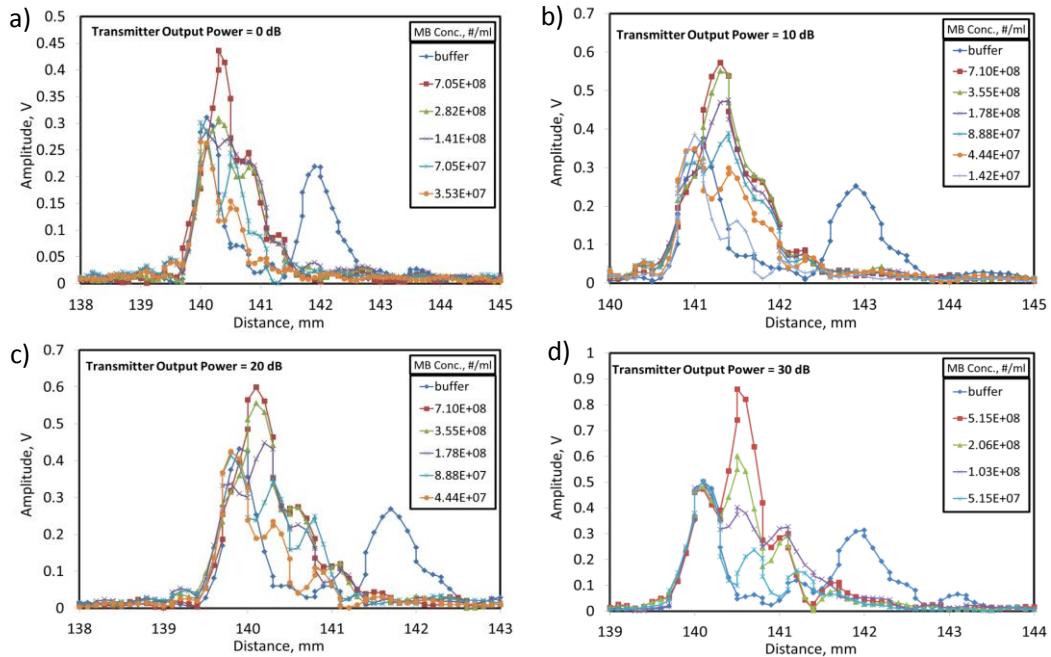 a)
Transmitter Output Power = 0 dB
MB Conc., #/ml
buffer
7.05E+08
2.82E+08
1.41E+08
7.05E+07
3.53E+07
Amplitude, V
0.5
0.45
0.4
0.35
0.3
0.25
0.2
0.15
0.1
0.05
0
138 139 140 141 142 143 144 145
Distance, mm
b)
Transmitter Output Power = 10 dB
MB Conc., #/ml
buffer
7.10E+08
3.55E+08
1.78E+08
8.88E+07
4.44E+07
1.42E+07
Amplitude, V
0.7
0.6
0.5
0.4
0.3
0.2
0.1
0
140 141 142 143 144 145
Distance, mm
c)
Transmitter Output Power = 20 dB
MB Conc., #/ml
buffer
7.10E+08
3.55E+08
1.78E+08
8.88E+07
4.44E+07
Amplitude, V
0.7
0.6
0.5
0.4
0.3
0.2
0.1
0
138 139 140 141 142 143
Distance, mm
d)
Transmitter Output Power = 30 dB
MB Conc., #/ml
buffer
5.15E+08
2.06E+08
1.03E+08
5.15E+07
Amplitude, V
1
0.9
0.8
0.7
0.6
0.5
0.4
0.3
0.2
0.1
0
139 140 141 142 143 144
Distance, mm